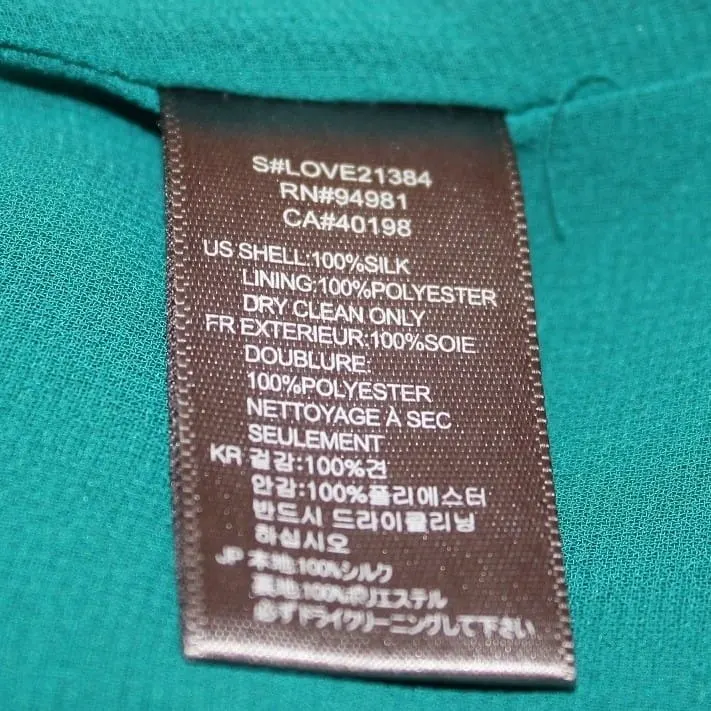 S#LOVE21384
RN#94981
CA#40198
US SHELL:100%SILK
LINING:100%POLYESTER
DRY CLEAN ONLY
FR EXTERIEUR:100%SOIE
DOUBLURE:
100%POLYESTER
NETTOYAGE À SEC
SEULEMENT
KR 겉감:100%견
안감:100%폴리에스터
반드시 드라이클리닝
하십시오
JP 本地:100%シルク
裏地:100%ポリエステル
必ずドライクリーニングして下さい